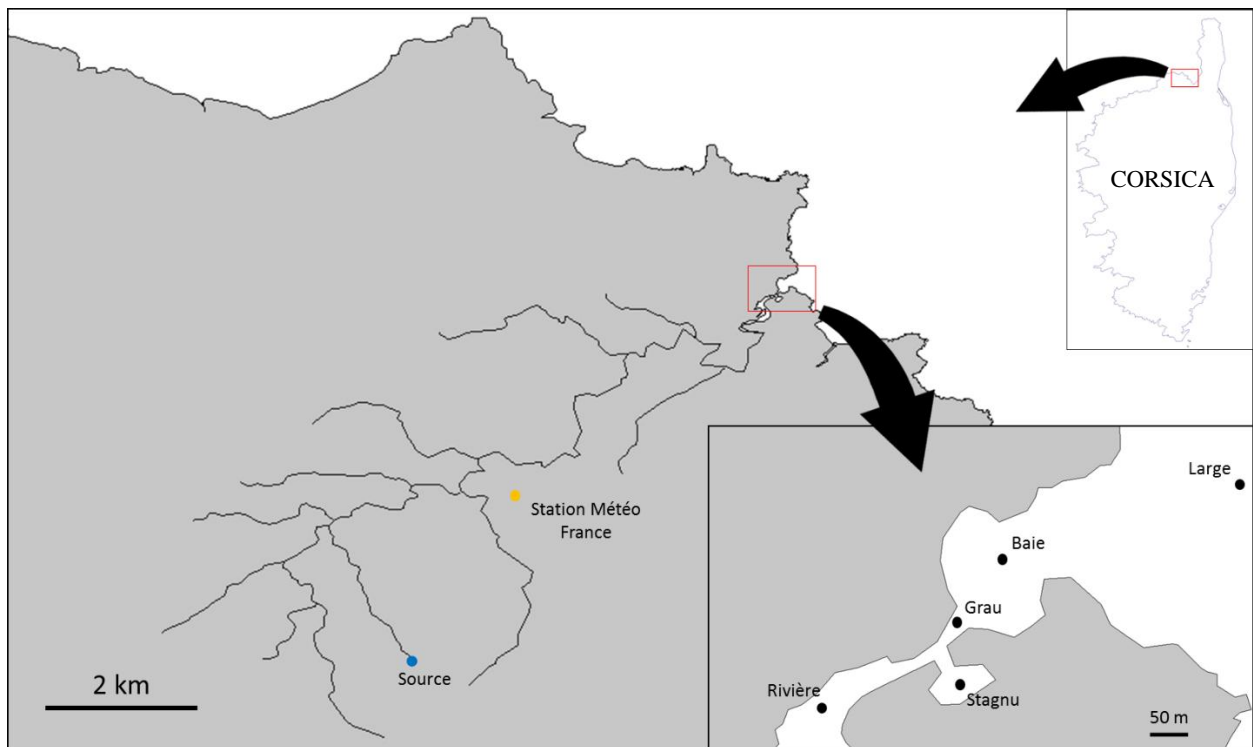 CORSICA
Station Météo
France
2 km
Source
Large
Baie
Grau
Rivière
Stagnu
50 m